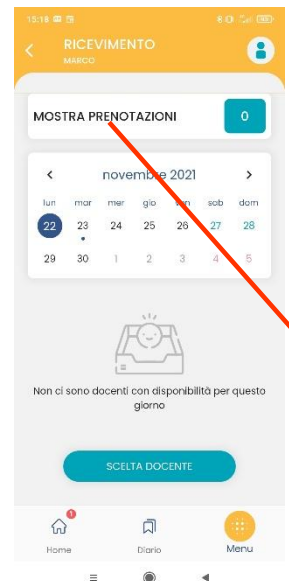 15:18
RICEVIMENTO
MARCO
MOSTRA PRENOTAZIONI
0
novembre 2021
lun mar mer gio ven sab dom
22 23 24 25 26 27 28
29 30 1 2 3 4 5
Non ci sono docenti con disponibilità per questo
giorno
SCELTA DOCENTE
Home Diario Menu